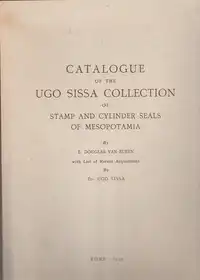 CATALOGUE
OF THE
UGO SISSA COLLECTION
OF
STAMP AND CYLINDER SEALS
OF MESOPOTAMIA
By
E. DOUGLAS VAN BUREN
with List of Recent Acquisitions
By
Dr. UGO SISSA
ROME